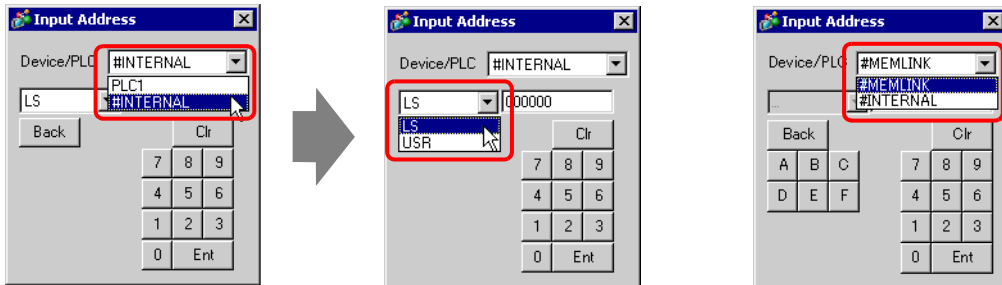 Input Address
Device/PLC #INTERNAL
PLC1
LS #INTERNAL
Back Clr
7 8 9
4 5 6
1 2 3
0 Ent
Input Address
Device/PLC #INTERNAL
LS 000000
LS
USR
Clr
7 8 9
4 5 6
1 2 3
0 Ent
Input Address
Device/PLC #MEMLINK
#MEMLINK
... #INTERNAL
Back Clr
A B C 7 8 9
D E F 4 5 6
1 2 3
0 Ent